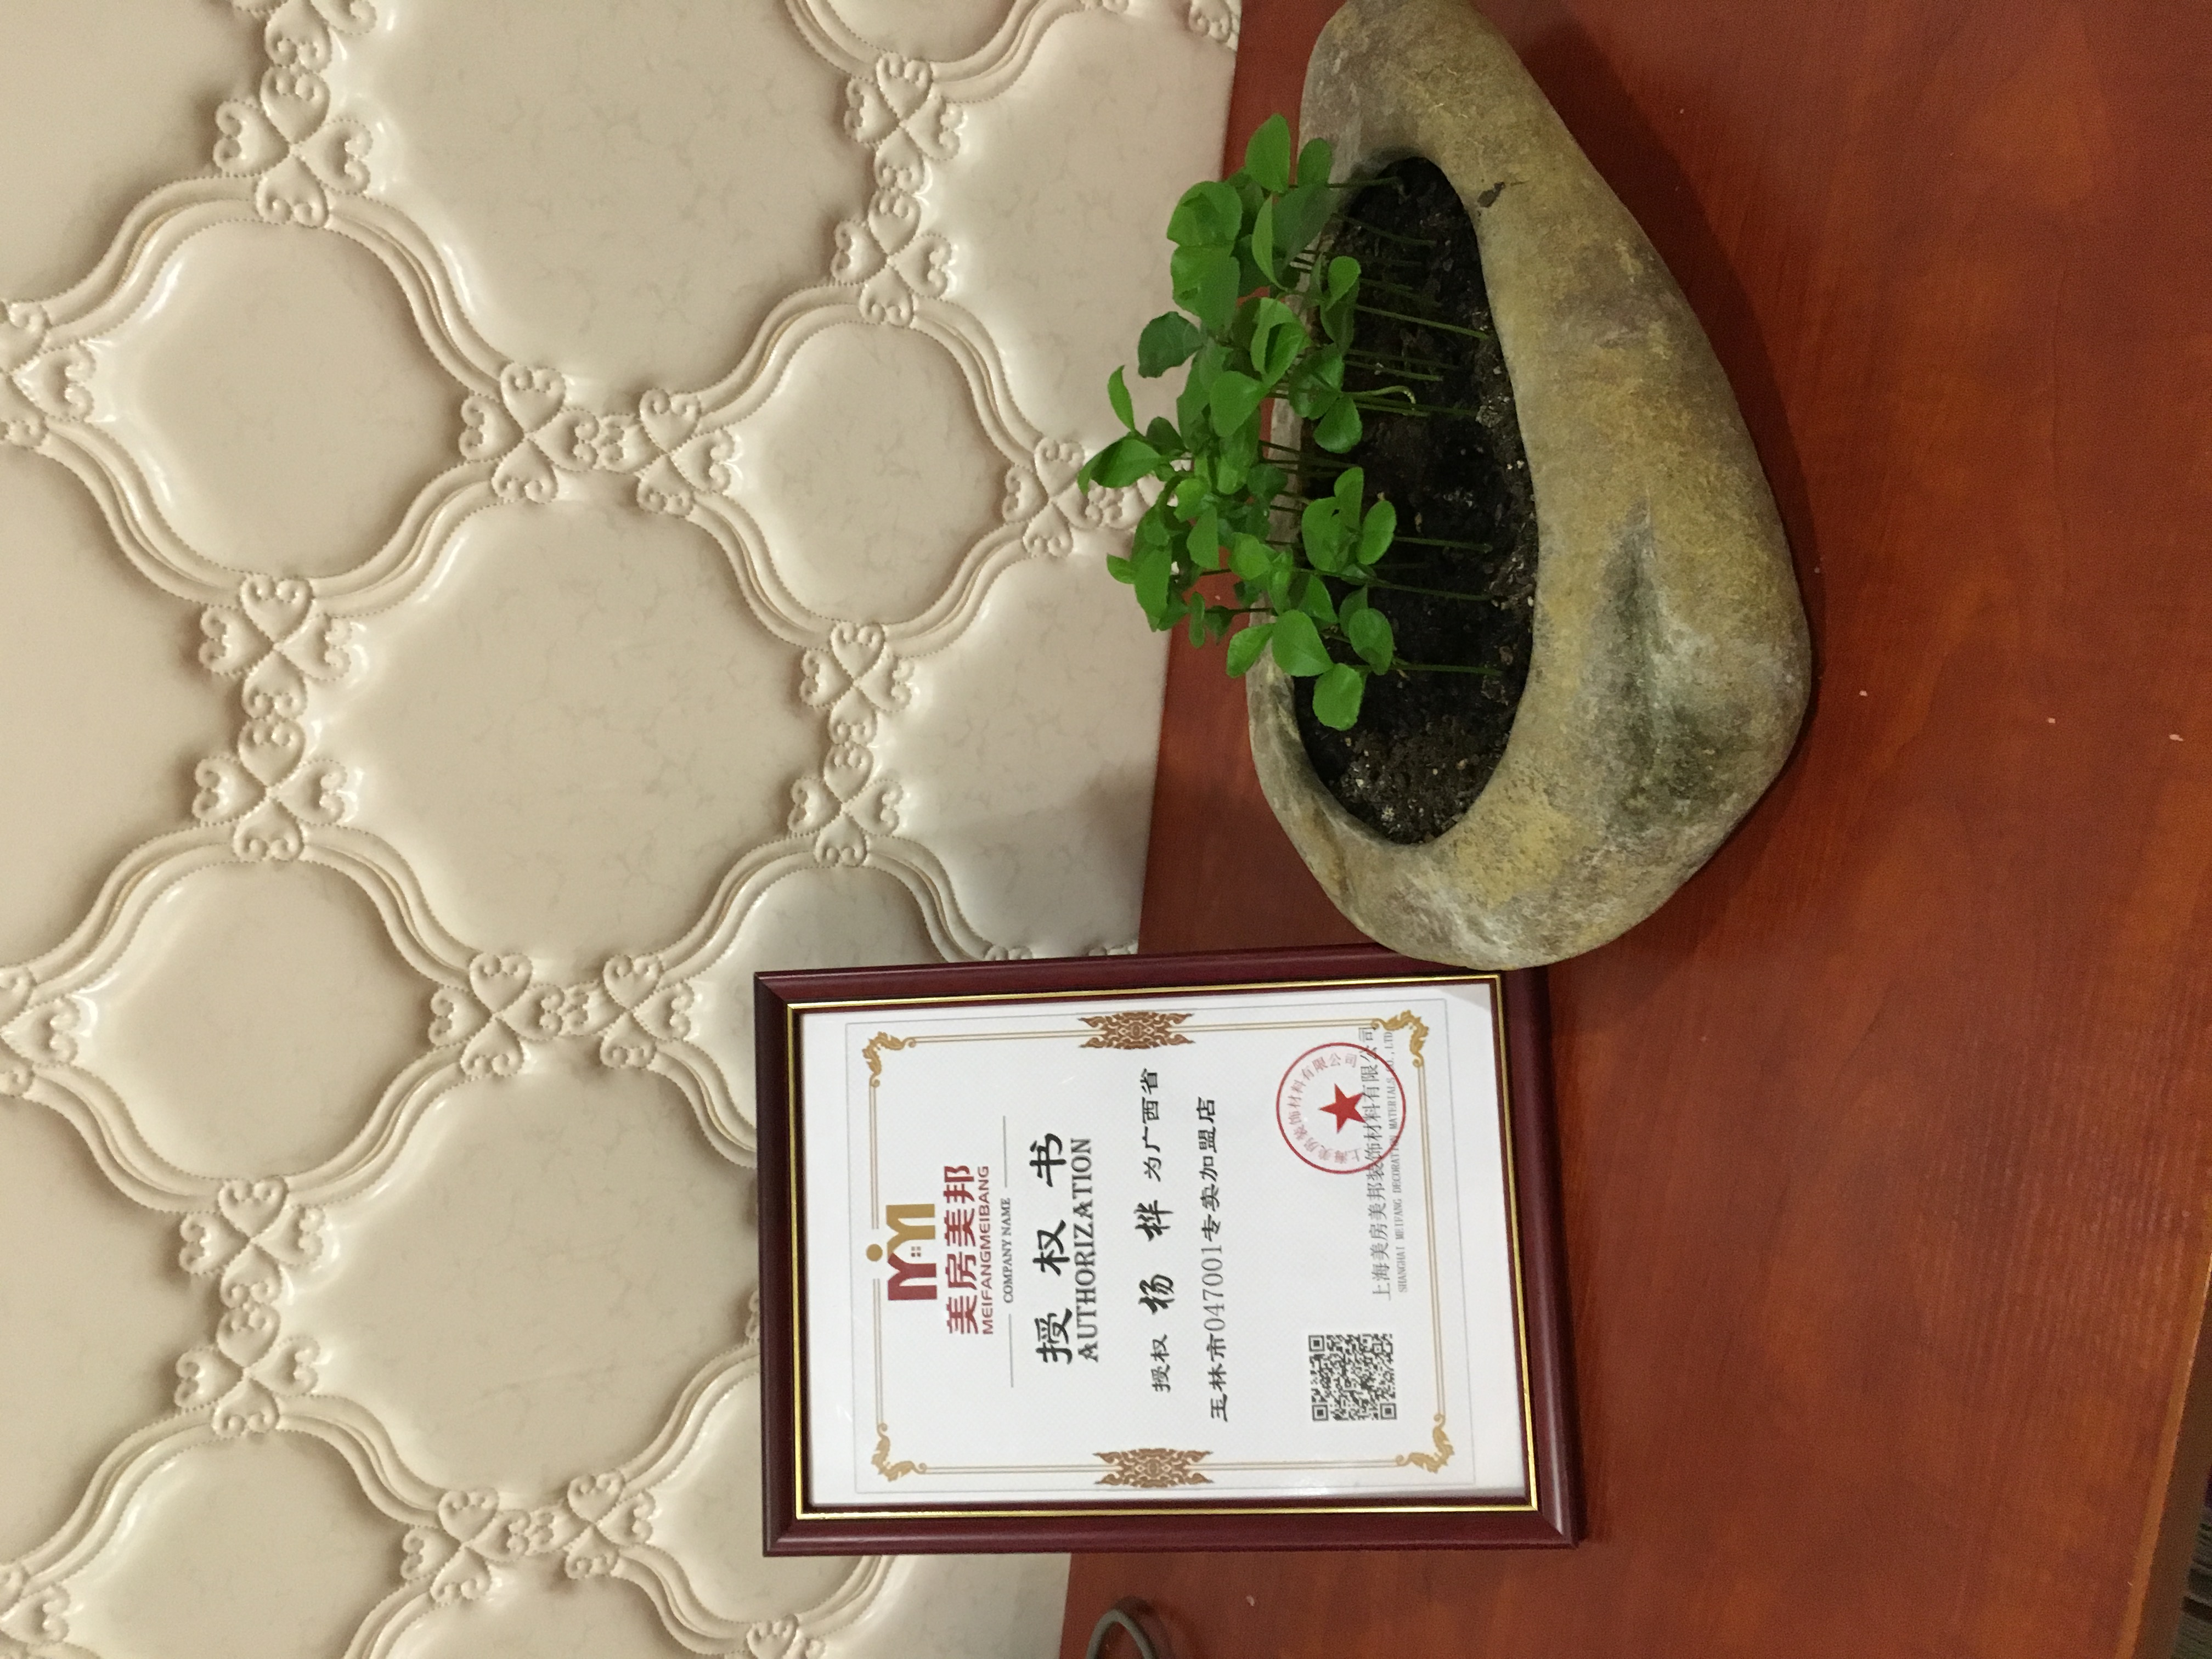 美房美邦
MEIFANGMEIBANG
COMPANY NAME
授权书
AUTHORIZATION
授权 杨 桦 为广西省
玉林市047001专卖加盟店
上海美房装饰材料有限公司
上海美房美邦装饰材料有限公司
SHANGHAI MEIFANG DECORATION MATERIALS CO.,LTD